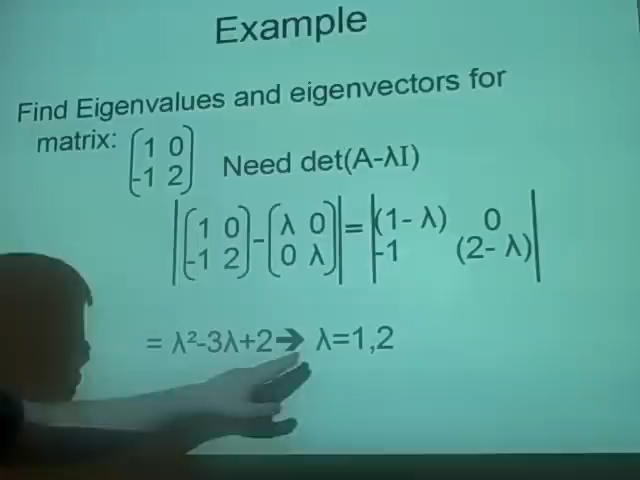 Example
Find Eigenvalues and eigenvectors for
matrix: (1 0
-1 2) Need det(A-λI)
|(1 0
-1 2)-(λ 0
0 λ)|=|(1- λ) 0
-1 (2- λ)|
= λ²-3λ+2➔ λ=1,2